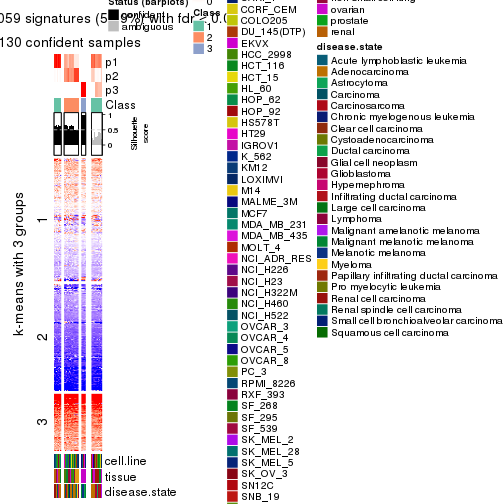 Status (barplots)
confident
ambiguous
Class
0
1
2
3
130 confident samples
p1
p2
p3
Class
1
0.5
0
Silhouette
score
k-means with 3 groups
1
2
3
cell.line
tissue
disease.state
CCRF_CEM
COLO205
DU_145(DTP)
EKVX
HCC_2998
HCT_116
HCT_15
HL_60
HOP_62
HOP_92
HS578T
HT29
IGROV1
K_562
KM12
LOXIMVI
M14
MALME_3M
MCF7
MDA_MB_231
MDA_MB_435
MOLT_4
NCI_ADR_RES
NCI_H226
NCI_H23
NCI_H322M
NCI_H460
NCI_H522
OVCAR_3
OVCAR_4
OVCAR_5
OVCAR_8
PC_3
RPMI_8226
RXF_393
SF_268
SF_295
SF_539
SK_MEL_2
SK_MEL_28
SK_MEL_5
SK_OV_3
SN12C
SNB_19
ovarian
prostate
renal
disease.state
Acute lymphoblastic leukemia
Adenocarcinoma
Astrocytoma
Carcinoma
Carcinosarcoma
Chronic myelogenous leukemia
Clear cell carcinoma
Cystoadenocarcinoma
Ductal carcinoma
Glial cell neoplasm
Glioblastoma
Hypernephroma
Infiltrating ductal carcinoma
Large cell carcinoma
Lymphoma
Malignant amelanotic melanoma
Malignant melanotic melanoma
Melanotic melanoma
Myeloma
Papillary infiltrating ductal carcinoma
Pro myelocytic leukemia
Renal cell carcinoma
Renal spindle cell carcinoma
Small cell bronchioalveolar carcinoma
Squamous cell carcinoma